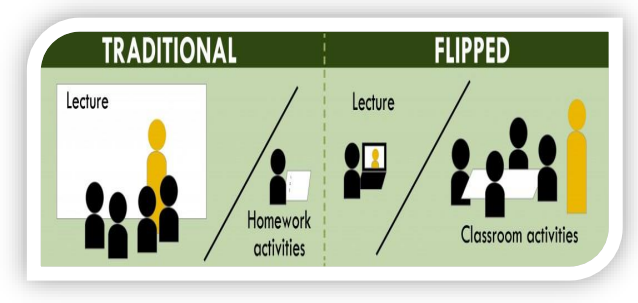 TRADITIONAL
Lecture
Homework
activities
FLIPPED
Lecture
Classroom activities